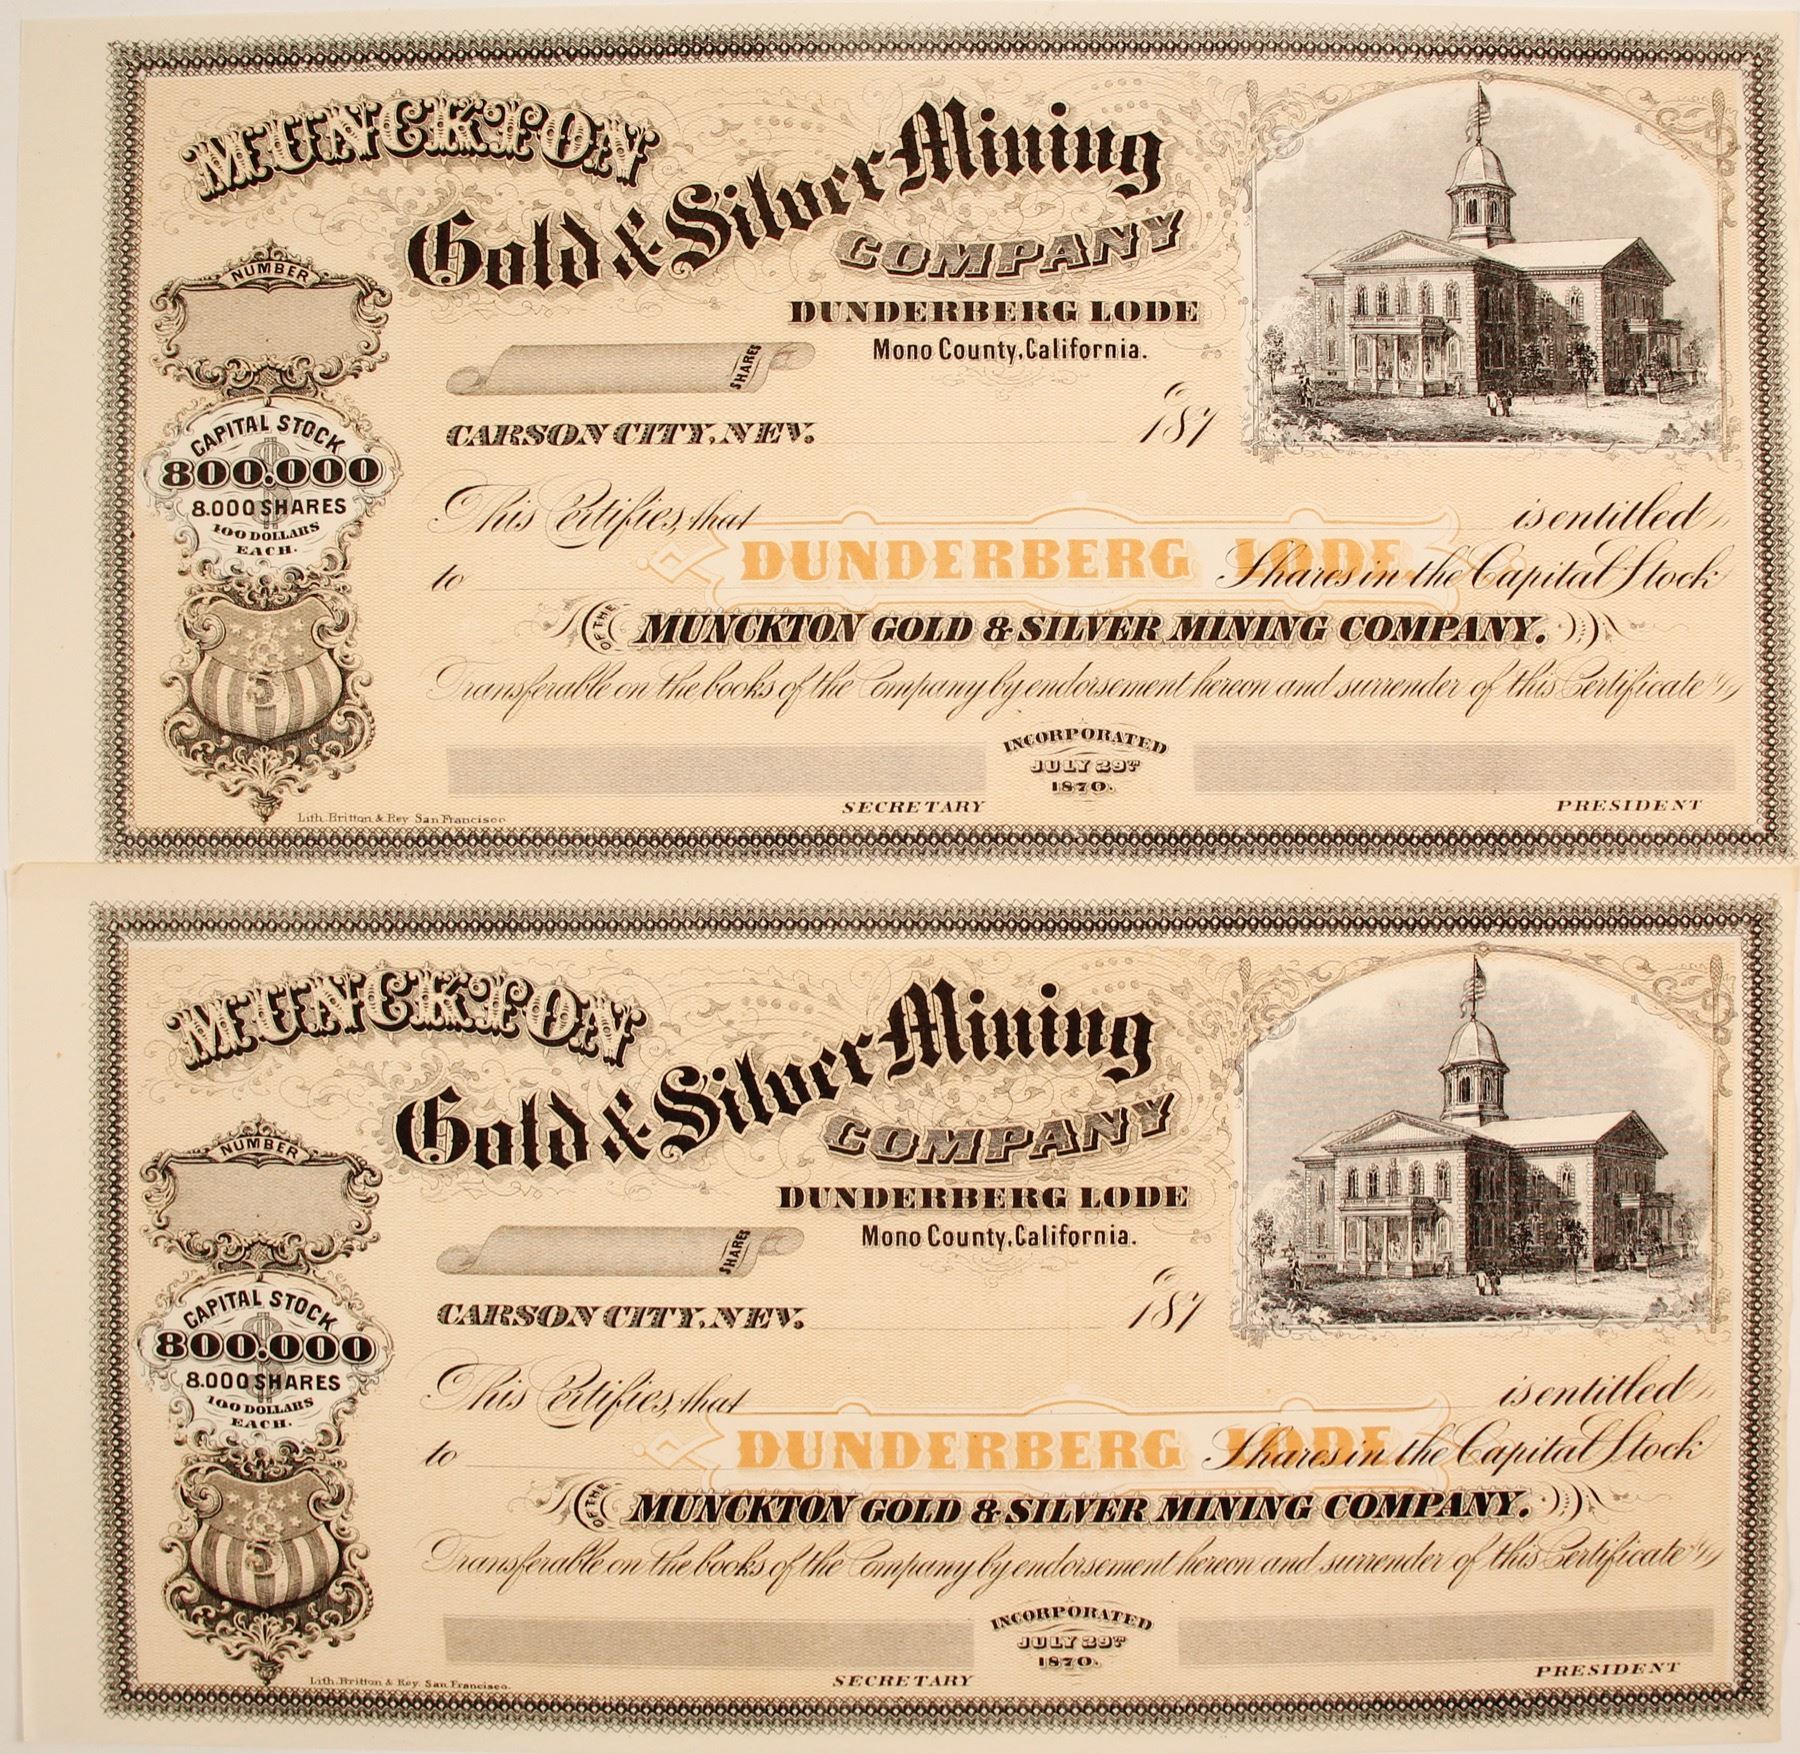 MUNCKTON
Gold & Silver Mining
COMPANY
DUNDERBERG LODE
Mono County, California.
NUMBER
SHARES
CARSON CITY, NEV. 187
CAPITAL STOCK
$
800.000
8.000 SHARES
100 DOLLARS
EACH.
This Certifies, that is entitled
DUNDERBERG LODE.
to Shares in the Capital Stock
OF THE MUNCKTON GOLD & SILVER MINING COMPANY.
Transferable on the books of the Company by endorsement hereon and surrender of this Certificate
INCORPORATED
JULY 29TH
1870.
SECRETARY
PRESIDENT
Lith. Britton & Rey San Francisco
MUNCKTON
Gold & Silver Mining
COMPANY
DUNDERBERG LODE
Mono County, California.
NUMBER
SHARES
CARSON CITY, NEV. 187
CAPITAL STOCK
$
800.000
8.000 SHARES
100 DOLLARS
EACH.
This Certifies, that is entitled
DUNDERBERG LODE.
to Shares in the Capital Stock
OF THE MUNCKTON GOLD & SILVER MINING COMPANY.
Transferable on the books of the Company by endorsement hereon and surrender of this Certificate
INCORPORATED
JULY 29TH
1870.
SECRETARY
PRESIDENT
Lith. Britton & Rey San Francisco.